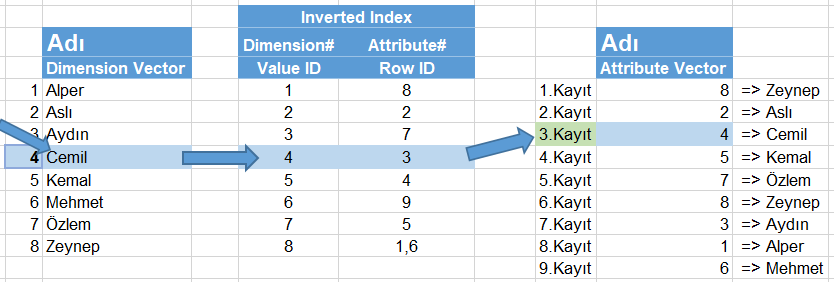 Inverted Index
Adı Dimension# Attribute# Adı
Dimension Vector Value ID Row ID Attribute Vector
1 Alper 1 8 1.Kayıt 8 => Zeynep
2 Aslı 2 2 2.Kayıt 2 => Aslı
3 Aydın 3 7 3.Kayıt 4 => Cemil
4 Cemil 4 3 4.Kayıt 5 => Kemal
5 Kemal 5 4 5.Kayıt 7 => Özlem
6 Mehmet 6 9 6.Kayıt 8 => Zeynep
7 Özlem 7 5 7.Kayıt 3 => Aydın
8 Zeynep 8 1,6 8.Kayıt 1 => Alper
9.Kayıt 6 => Mehmet